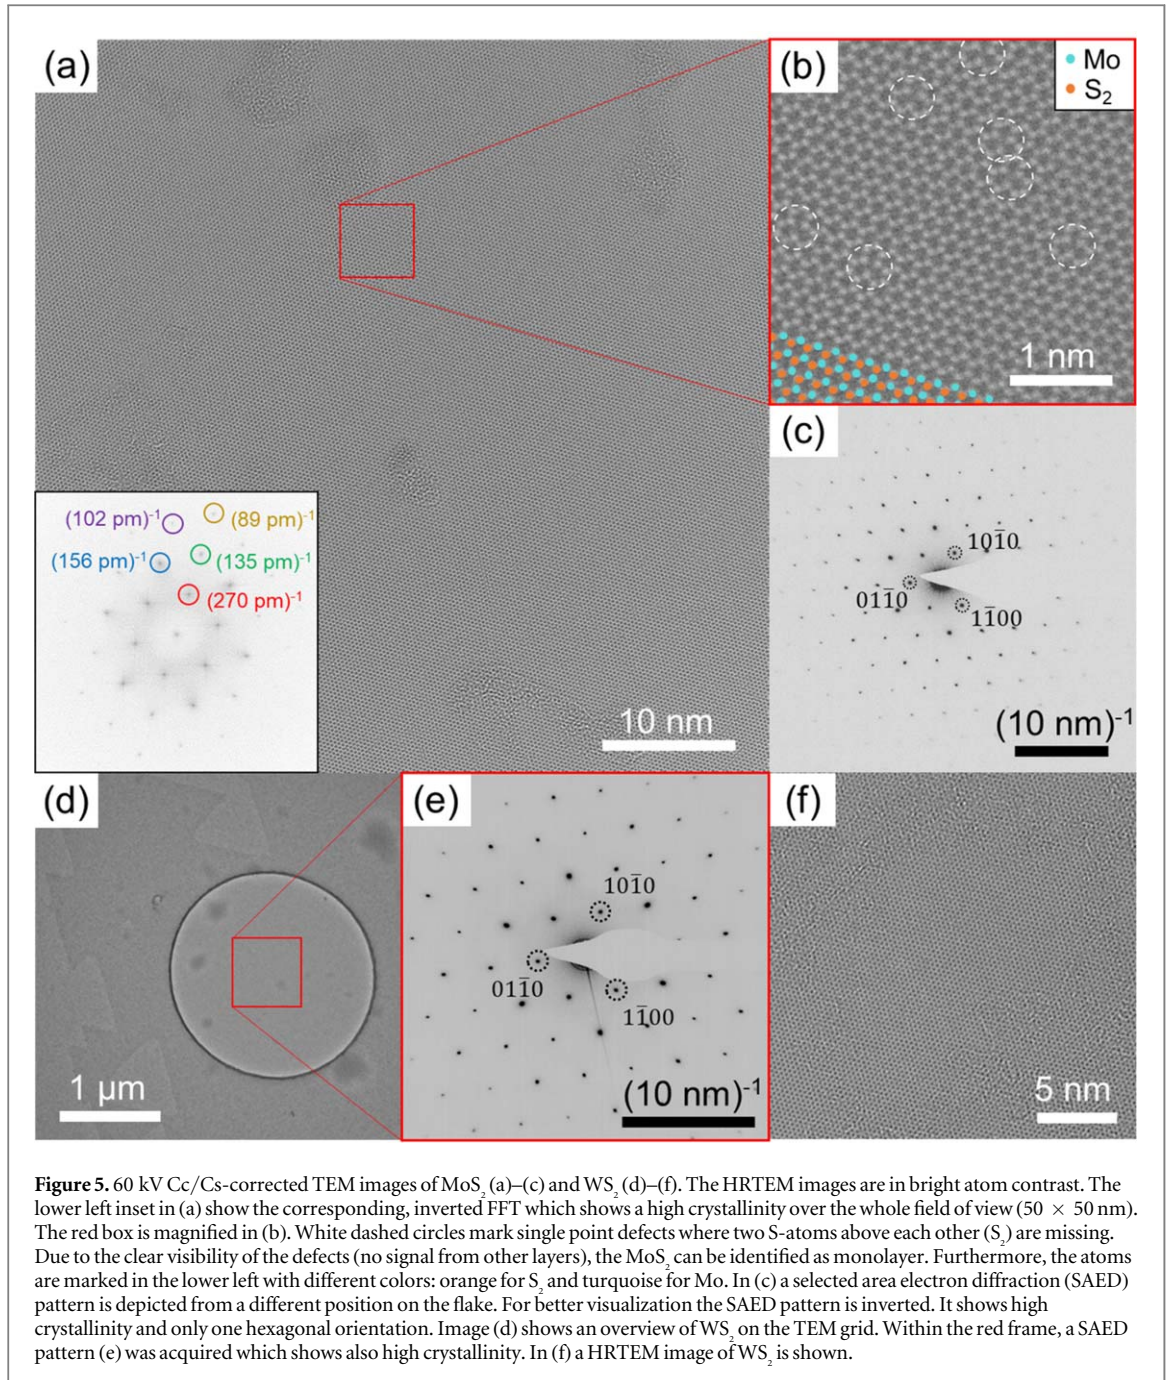 (a)
(b)
Mo
S₂
1 nm
(c)
101̄0
011̄0
11̄00
(10 nm)⁻¹
(102 pm)⁻¹
(89 pm)⁻¹
(156 pm)⁻¹
(135 pm)⁻¹
(270 pm)⁻¹
10 nm
(d)
1 µm
(e)
101̄0
011̄0
11̄00
(10 nm)⁻¹
(f)
5 nm
Figure 5. 60 kV Cc/Cs-corrected TEM images of MoS₂ (a)–(c) and WS₂ (d)–(f). The HRTEM images are in bright atom contrast. The
lower left inset in (a) show the corresponding, inverted FFT which shows a high crystallinity over the whole field of view (50 × 50 nm).
The red box is magnified in (b). White dashed circles mark single point defects where two S-atoms above each other (S₂) are missing.
Due to the clear visibility of the defects (no signal from other layers), the MoS₂ can be identified as monolayer. Furthermore, the atoms
are marked in the lower left with different colors: orange for S₂ and turquoise for Mo. In (c) a selected area electron diffraction (SAED)
pattern is depicted from a different position on the flake. For better visualization the SAED pattern is inverted. It shows high
crystallinity and only one hexagonal orientation. Image (d) shows an overview of WS₂ on the TEM grid. Within the red frame, a SAED
pattern (e) was acquired which shows also high crystallinity. In (f) a HRTEM image of WS₂ is shown.